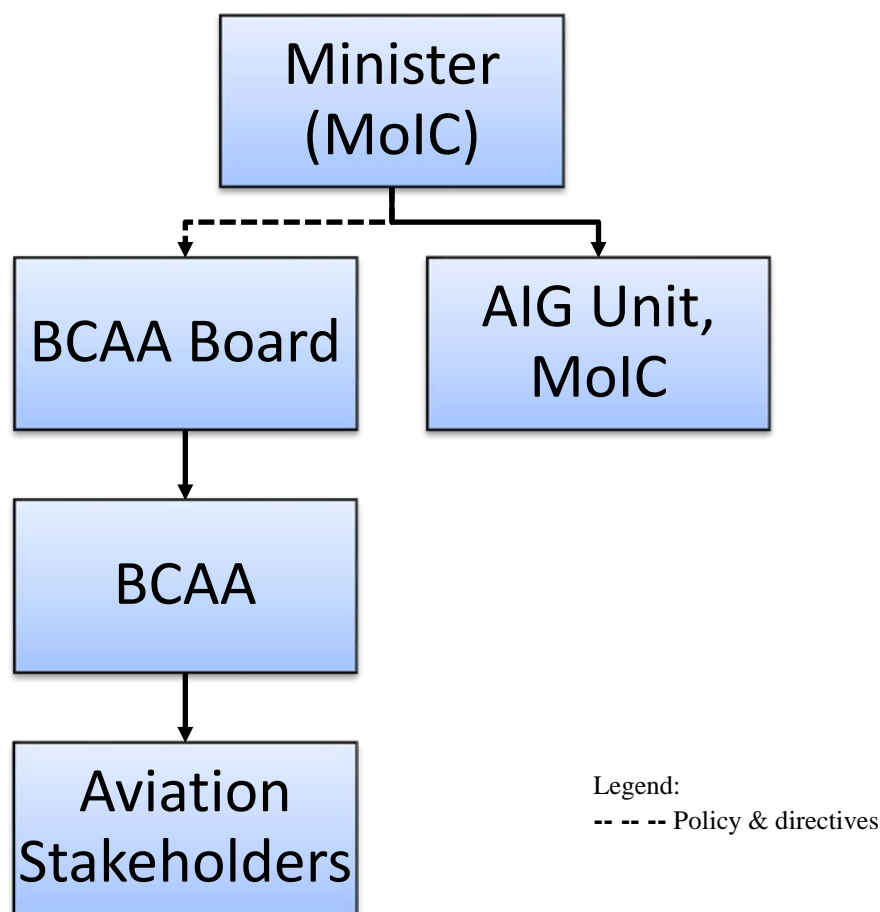 Minister
(MoIC)
BCAA Board
AIG Unit,
MoIC
BCAA
Aviation
Stakeholders
Legend:
-- -- -- Policy & directives